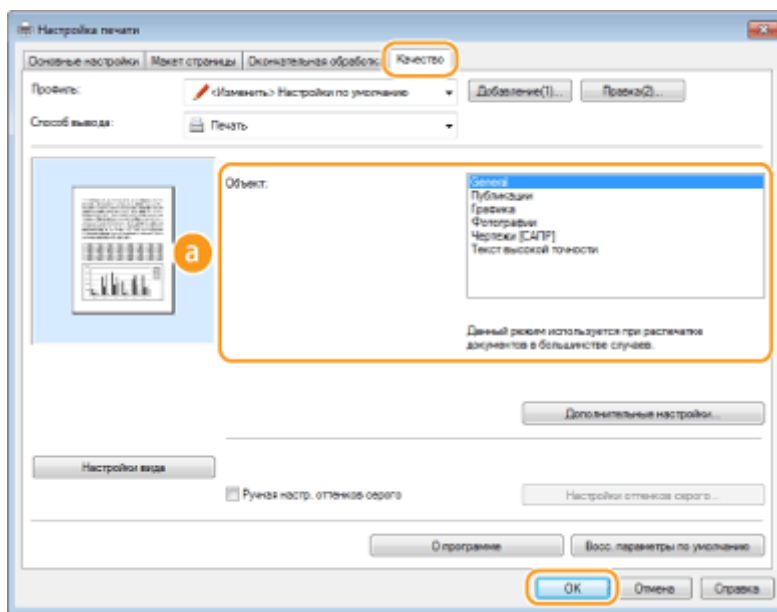 Настройка печати
Основные настройки Макет страницы Окончательная обработк. Качество
Профиль: <Изменить> Настройки по умолчанию Добавление(1)... Правка(2)...
Способ вывода: Печать
Объект: General
Публикации
Графика
Фотографии
Чертежи [САПР]
Текст высокой точности
a
Данный режим используется при распечатке
документов в большинстве случаев.
Дополнительные настройки...
Настройки вида
Ручная настр. оттенков серого Настройки оттенков серого...
О программе Восс. параметры по умолчанию
OK Отмена Справка